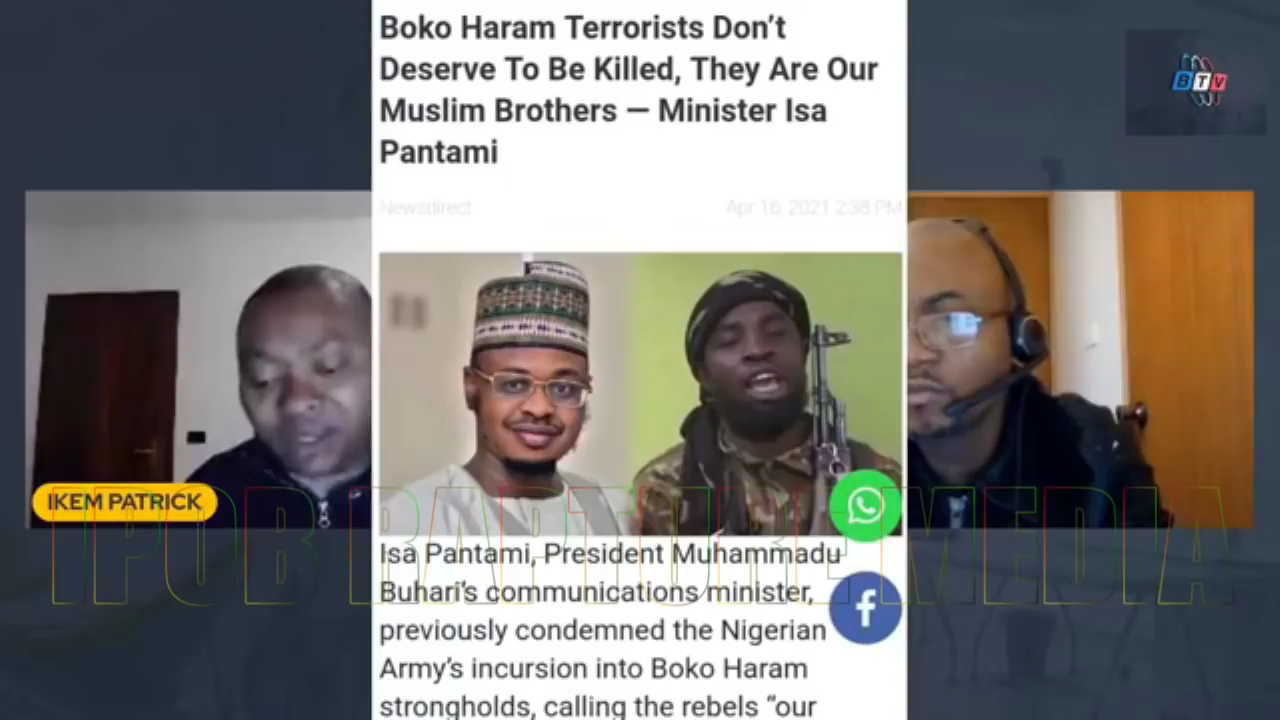 Boko Haram Terrorists Don’t
Deserve To Be Killed, They Are Our
Muslim Brothers — Minister Isa
Pantami
Newsdirect
Apr 16, 2021 2:38 PM
BTV
IKEM PATRICK
IPOB RAPTURE MEDIA
Isa Pantami, President Muhammadu
Buhari’s communications minister,
previously condemned the Nigerian
Army’s incursion into Boko Haram
strongholds, calling the rebels “our